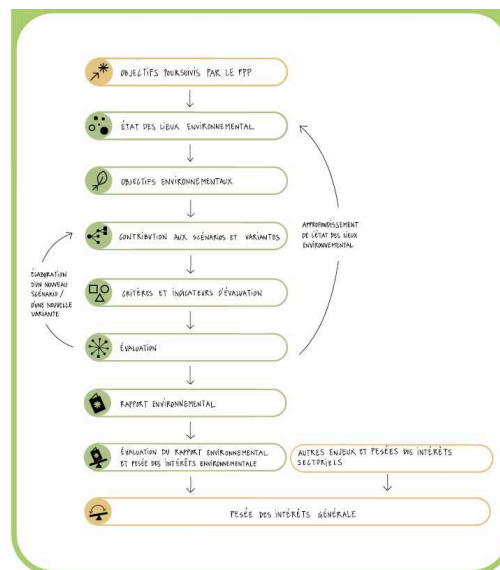 OBJECTIFS POURSUIVIS PAR LE PPP
ÉTAT DES LIEUX ENVIRONNEMENTAL
OBJECTIFS ENVIRONNEMENTAUX
CONTRIBUTION AUX SCÉNARIOS ET VARIANTES
APPROFONDISSEMENT
DE L'ÉTAT DES LIEUX
ENVIRONNEMENTAL
ÉLABORATION
D'UN NOUVEAU
SCÉNARIO /
D'UNE NOUVELLE
VARIANTE
CRITÈRES ET INDICATEURS D'ÉVALUATION
ÉVALUATION
RAPPORT ENVIRONNEMENTAL
ÉVALUATION DU RAPPORT ENVIRONNEMENTAL
ET PESÉE DES INTÉRÊTS ENVIRONNEMENTALE
AUTRES ENJEUX ET PESÉES DES INTÉRÊTS
SECTORIELS
PESÉE DES INTÉRÊTS GÉNÉRALE